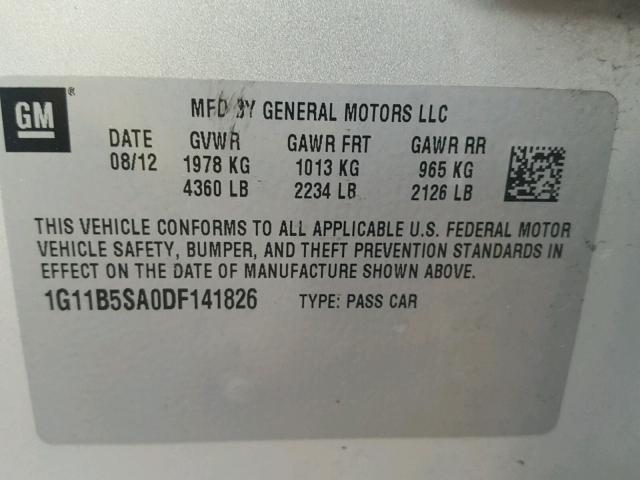 GM ®
MFD BY GENERAL MOTORS LLC
DATE GVWR GAWR FRT GAWR RR
08/12 1978 KG 1013 KG 965 KG
4360 LB 2234 LB 2126 LB
THIS VEHICLE CONFORMS TO ALL APPLICABLE U.S. FEDERAL MOTOR
VEHICLE SAFETY, BUMPER, AND THEFT PREVENTION STANDARDS IN
EFFECT ON THE DATE OF MANUFACTURE SHOWN ABOVE.
1G11B5SA0DF141826 TYPE: PASS CAR